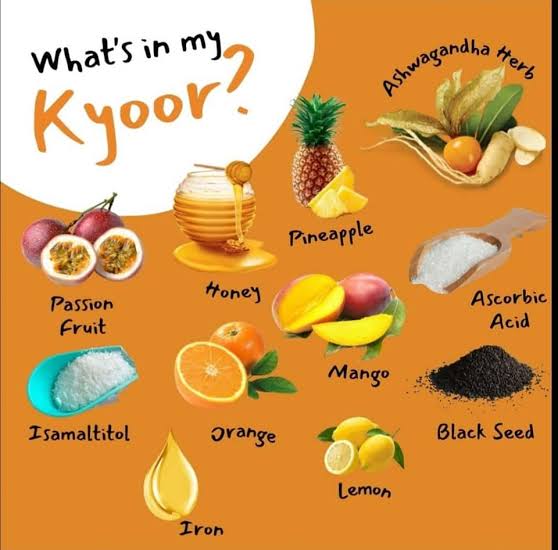 What's in my
Kyoor?
Ashwagandha Herb
Pineapple
Honey
Passion
Fruit
Ascorbic
Acid
Mango
Isamaltitol
Orange
Black Seed
Lemon
Iron